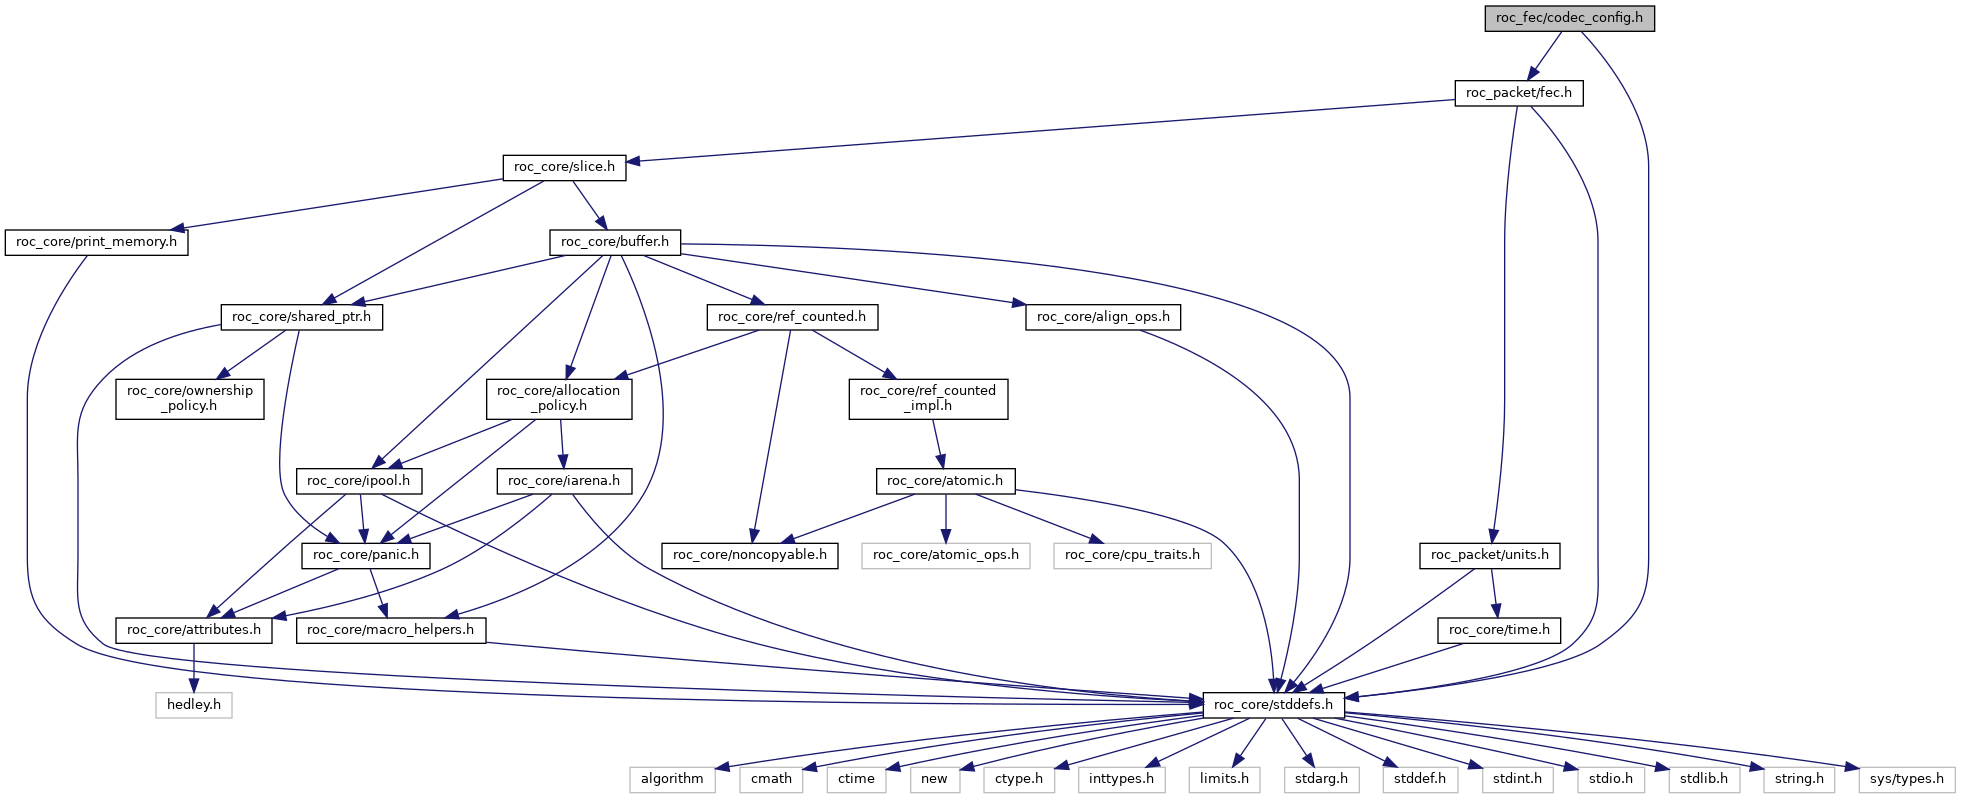 roc_fec/codec_config.h
roc_packet/fec.h
roc_core/slice.h
roc_core/print_memory.h
roc_core/buffer.h
roc_core/shared_ptr.h
roc_core/ref_counted.h
roc_core/align_ops.h
roc_core/ownership
_policy.h
roc_core/allocation
_policy.h
roc_core/ref_counted
_impl.h
roc_core/ipool.h
roc_core/iarena.h
roc_core/atomic.h
roc_core/panic.h
roc_core/noncopyable.h
roc_core/atomic_ops.h
roc_core/cpu_traits.h
roc_packet/units.h
roc_core/attributes.h
roc_core/macro_helpers.h
roc_core/time.h
hedley.h
roc_core/stddefs.h
algorithm
cmath
ctime
new
ctype.h
inttypes.h
limits.h
stdarg.h
stddef.h
stdint.h
stdio.h
stdlib.h
string.h
sys/types.h